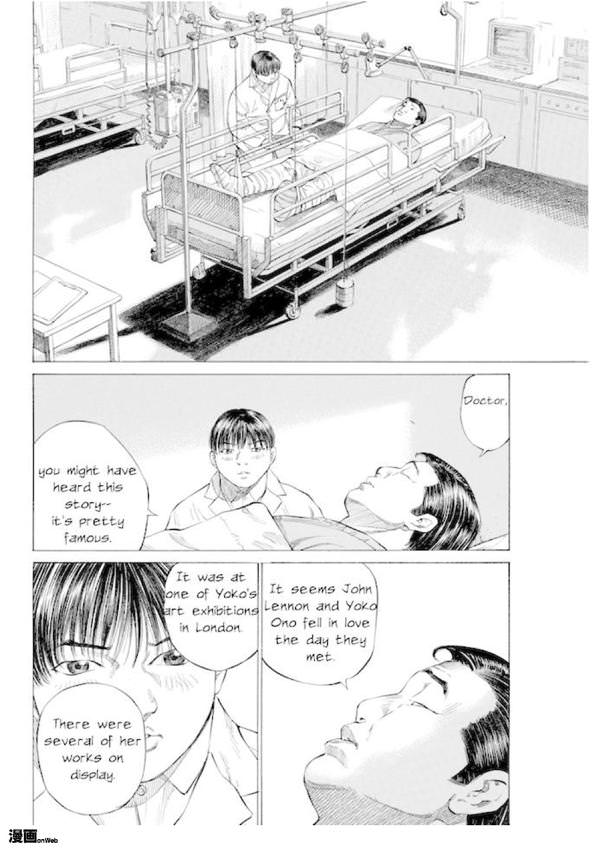 Doctor,
you might have
heard this
story--
it's pretty
famous.
It seems John
Lennon and Yoko
Ono fell in love
the day they
met.
It was at
one of Yoko's
art exhibitions
in London.
There were
several of her
works on
display.
漫画onWeb